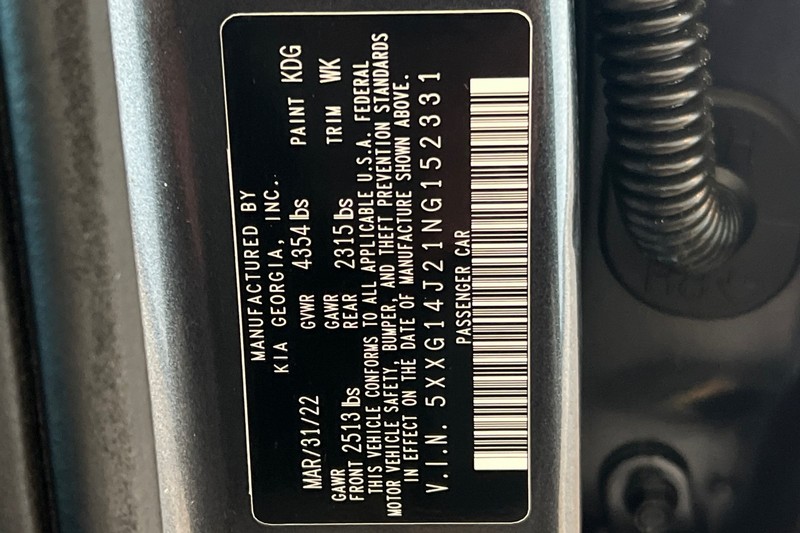 MANUFACTURED BY
KIA GEORGIA, INC.
MAR/31/22 GVWR 4354 lbs PAINT KDG
GAWR FRONT 2513 lbs GAWR REAR 2315 lbs TRIM WK
THIS VEHICLE CONFORMS TO ALL APPLICABLE U.S.A. FEDERAL
MOTOR VEHICLE SAFETY, BUMPER, AND THEFT PREVENTION STANDARDS
IN EFFECT ON THE DATE OF MANUFACTURE SHOWN ABOVE.
V.I.N. 5XXG14J21NG152331
PASSENGER CAR